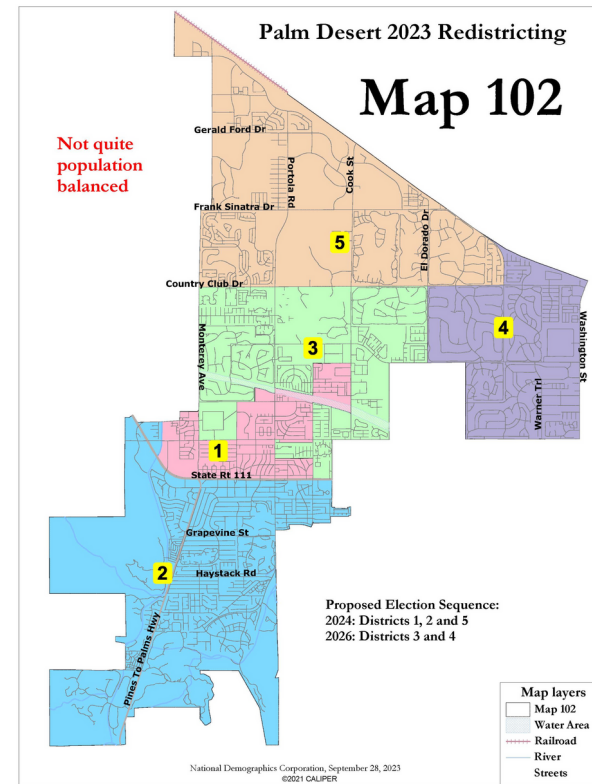 Palm Desert 2023 Redistricting
Map 102
Not quite
population
balanced
Gerald Ford Dr
Portola Rd
Cook St
Frank Sinatra Dr
El Dorado Dr
5
Country Club Dr
4
Monterey Ave
3
Washington St
Warner Trl
1
State Rt 111
Grapevine St
2
Haystack Rd
Pines To Palms Hwy
Proposed Election Sequence:
2024: Districts 1, 2 and 5
2026: Districts 3 and 4
Map layers
Map 102
Water Area
Railroad
River
Streets
National Demographics Corporation, September 28, 2023
©2021 CALIPER